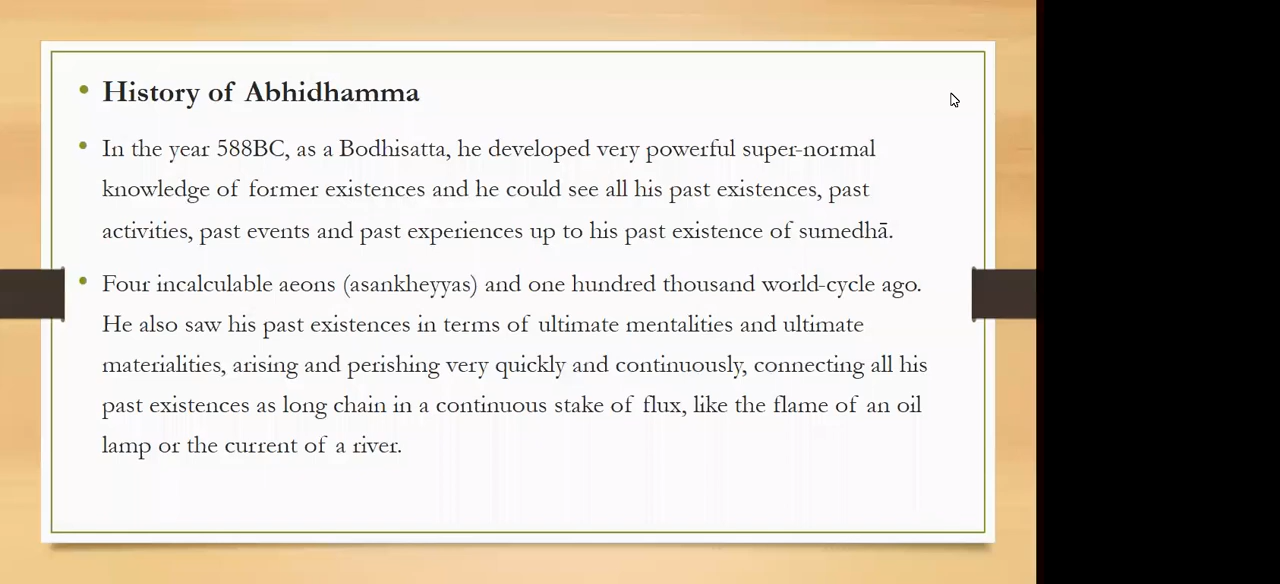 • History of Abhidhamma
• In the year 588BC, as a Bodhisatta, he developed very powerful super-normal
knowledge of former existences and he could see all his past existences, past
activities, past events and past experiences up to his past existence of sumedhā.
• Four incalculable aeons (asankheyyas) and one hundred thousand world-cycle ago.
He also saw his past existences in terms of ultimate mentalities and ultimate
materialities, arising and perishing very quickly and continuously, connecting all his
past existences as long chain in a continuous stake of flux, like the flame of an oil
lamp or the current of a river.